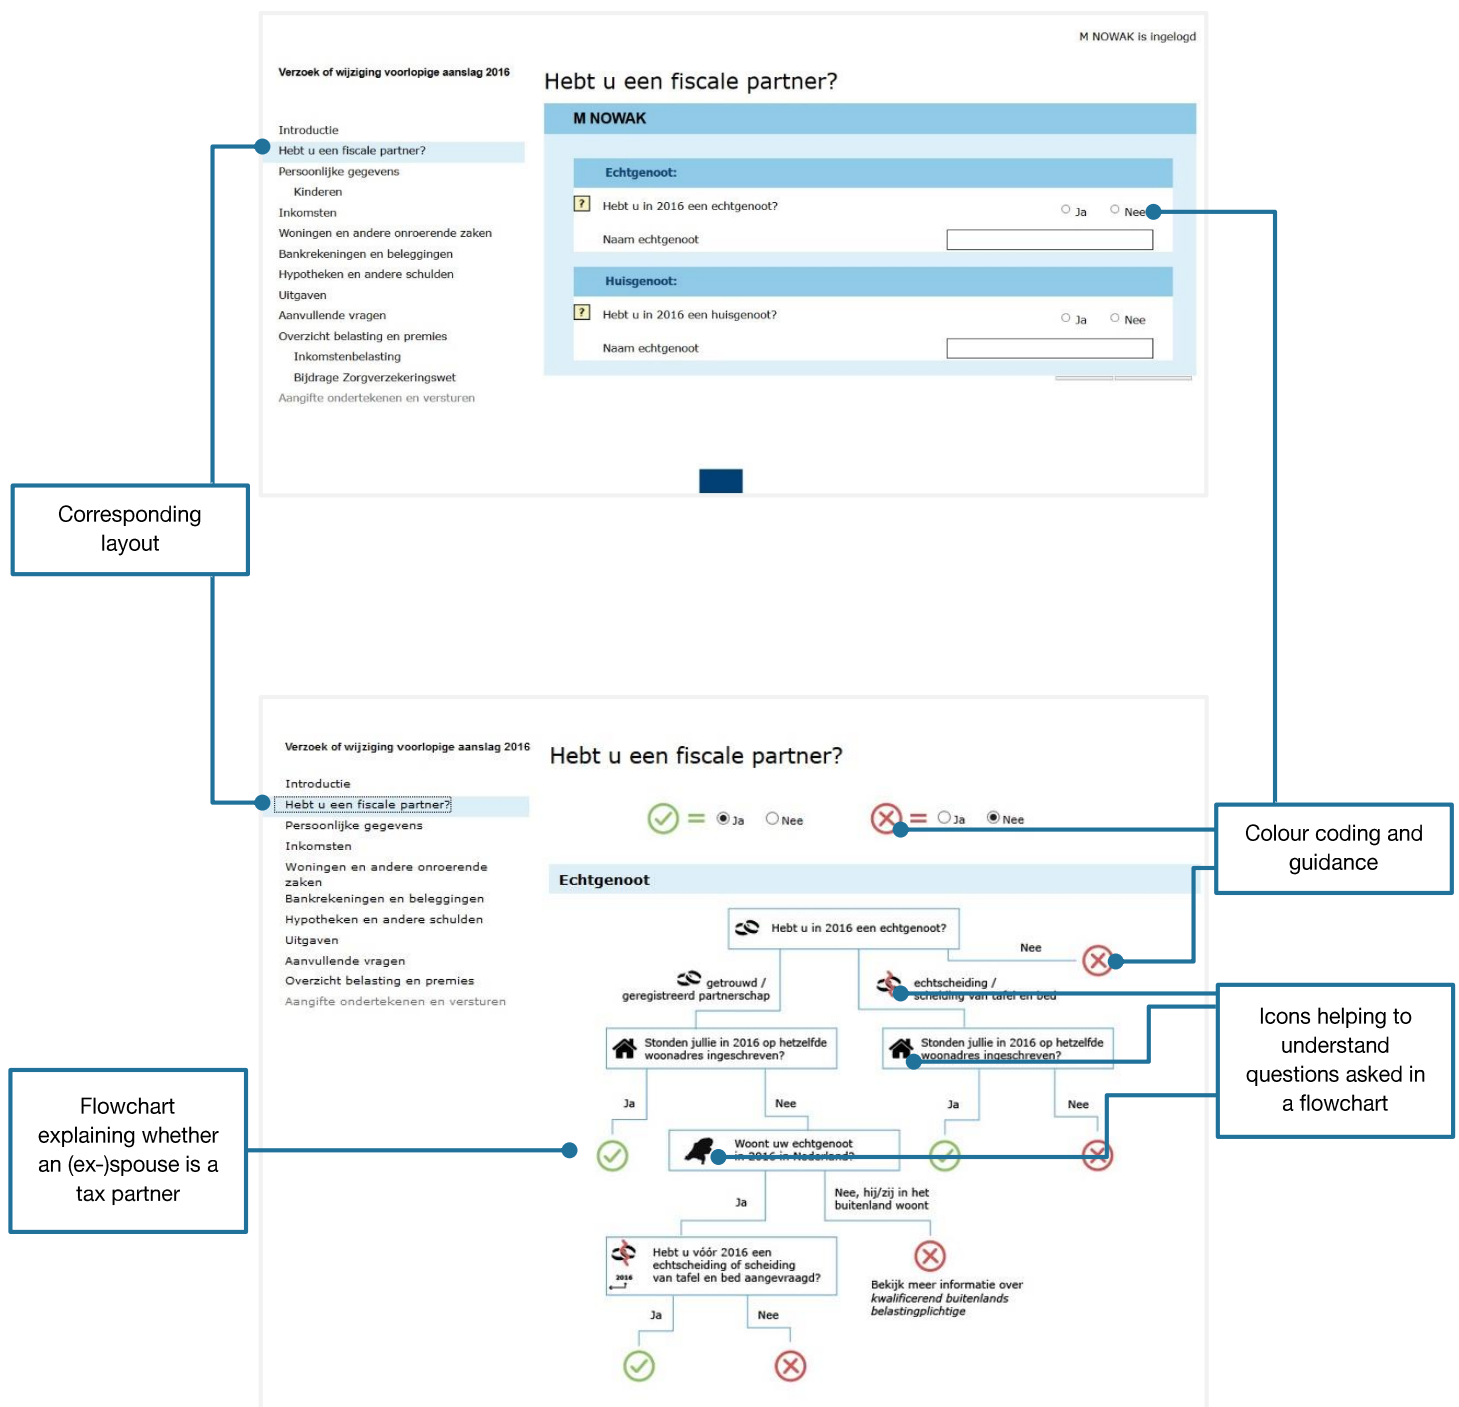 M NOWAK is ingelogd
Verzoek of wijziging voorlopige aanslag 2016
Hebt u een fiscale partner?
M NOWAK
Introductie
Hebt u een fiscale partner?
Persoonlijke gegevens
Kinderen
Inkomsten
Woningen en andere onroerende zaken
Bankrekeningen en beleggingen
Hypotheken en andere schulden
Uitgaven
Aanvullende vragen
Overzicht belasting en premies
Inkomstenbelasting
Bijdrage Zorgverzekeringswet
Aangifte ondertekenen en versturen
Echtgenoot:
? Hebt u in 2016 een echtgenoot? Ja Nee
Naam echtgenoot
Huisgenoot:
? Hebt u in 2016 een huisgenoot? Ja Nee
Naam echtgenoot
Corresponding
layout
Verzoek of wijziging voorlopige aanslag 2016
Hebt u een fiscale partner?
Introductie
Hebt u een fiscale partner?
Persoonlijke gegevens
Inkomsten
Woningen en andere onroerende
zaken
Bankrekeningen en beleggingen
Hypotheken en andere schulden
Uitgaven
Aanvullende vragen
Overzicht belasting en premies
Aangifte ondertekenen en versturen
= Ja Nee
= Ja Nee
Colour coding and
guidance
Echtgenoot
Hebt u in 2016 een echtgenoot?
Nee
getrouwd /
geregistreerd partnerschap
echtscheiding /
scheiding van tafel en bed
Stonden jullie in 2016 op hetzelfde
woonadres ingeschreven?
Stonden jullie in 2016 op hetzelfde
woonadres ingeschreven?
Icons helping to
understand
questions asked in
a flowchart
Ja
Nee
Ja
Nee
Flowchart
explaining whether
an (ex-)spouse is a
tax partner
Woont uw echtgenoot
in 2016 in Nederland?
Ja
Nee, hij/zij in het
buitenland woont
2016
Hebt u vóór 2016 een
echtscheiding of scheiding
van tafel en bed aangevraagd?
Bekijk meer informatie over
kwalificerend buitenlands
belastingplichtige
Ja
Nee